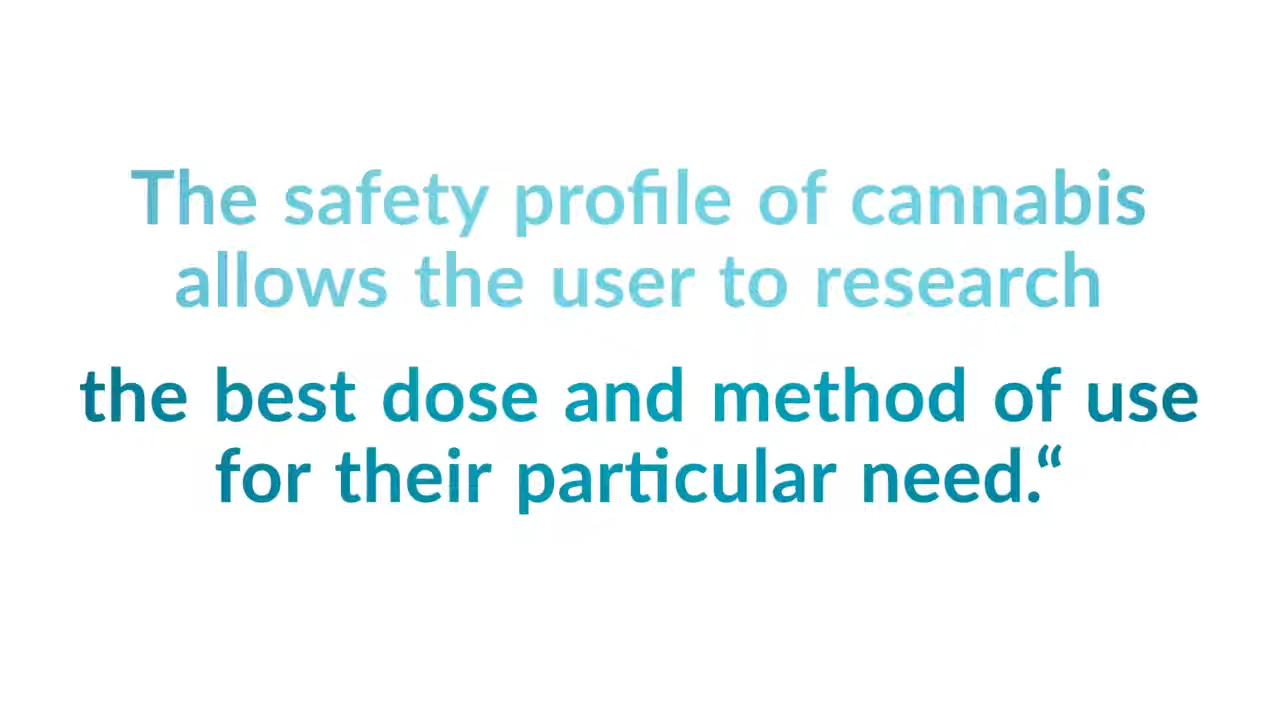 The safety profile of cannabis
allows the user to research
the best dose and method of use
for their particular need.“